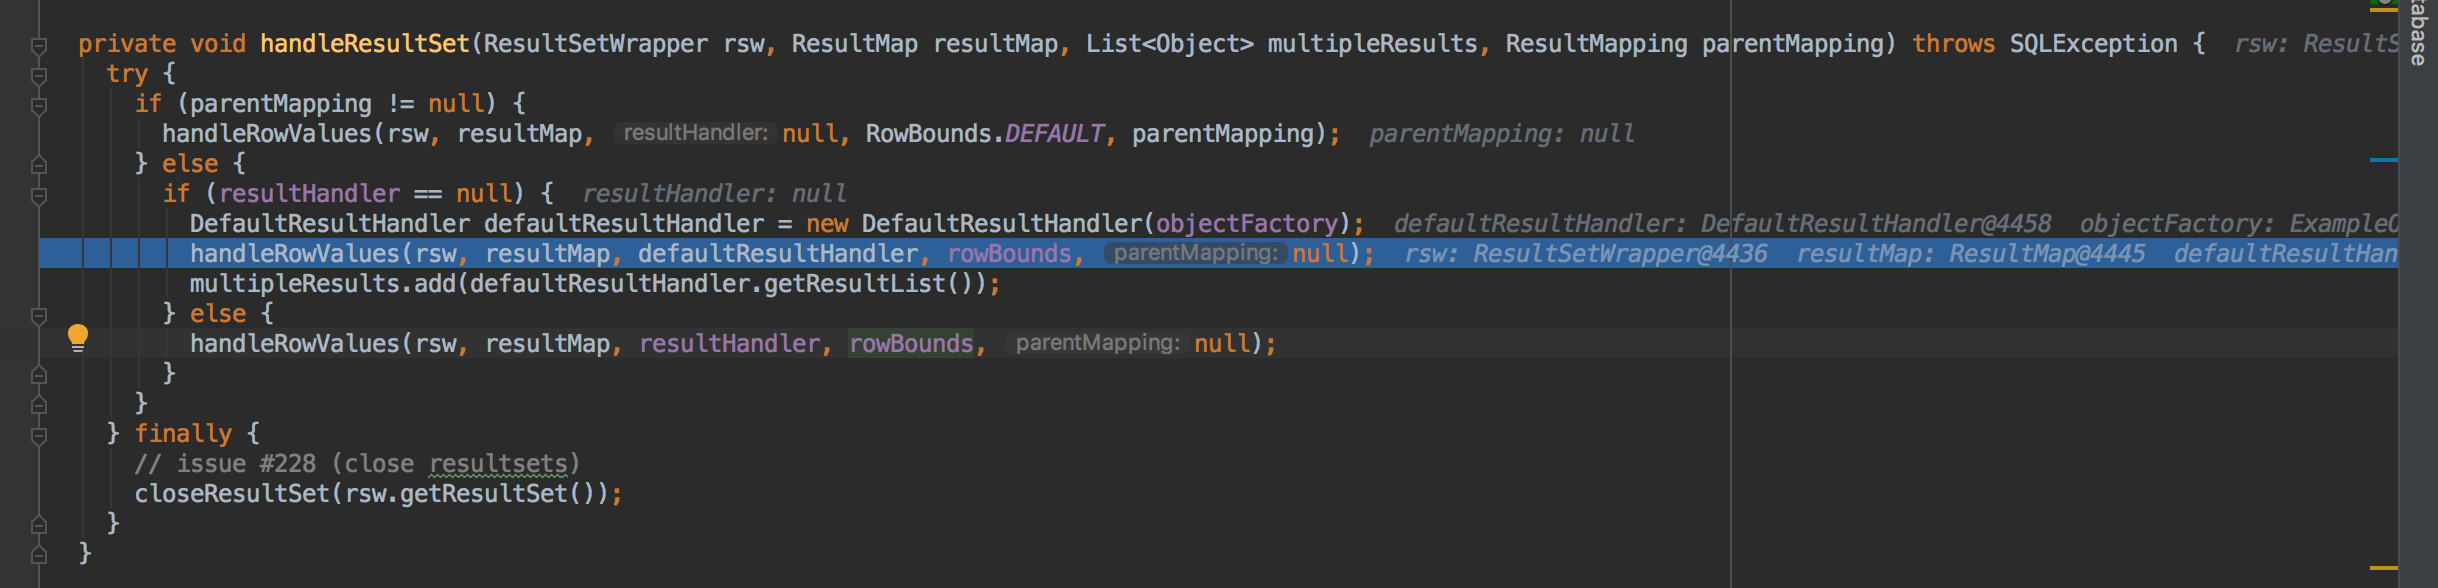 private void handleResultSet(ResultSetWrapper rsw, ResultMap resultMap, List<Object> multipleResults, ResultMapping parentMapping) throws SQLException {  rsw: ResultS
try {
if (parentMapping != null) {
handleRowValues(rsw, resultMap, resultHandler: null, RowBounds.DEFAULT, parentMapping);  parentMapping: null
} else {
if (resultHandler == null) {  resultHandler: null
DefaultResultHandler defaultResultHandler = new DefaultResultHandler(objectFactory);  defaultResultHandler: DefaultResultHandler@4458  objectFactory: ExampleO
handleRowValues(rsw, resultMap, defaultResultHandler, rowBounds, parentMapping: null);  rsw: ResultSetWrapper@4436  resultMap: ResultMap@4445  defaultResultHan
multipleResults.add(defaultResultHandler.getResultList());
} else {
handleRowValues(rsw, resultMap, resultHandler, rowBounds, parentMapping: null);
}
}
} finally {
// issue #228 (close resultsets)
closeResultSet(rsw.getResultSet());
}
}
tabase